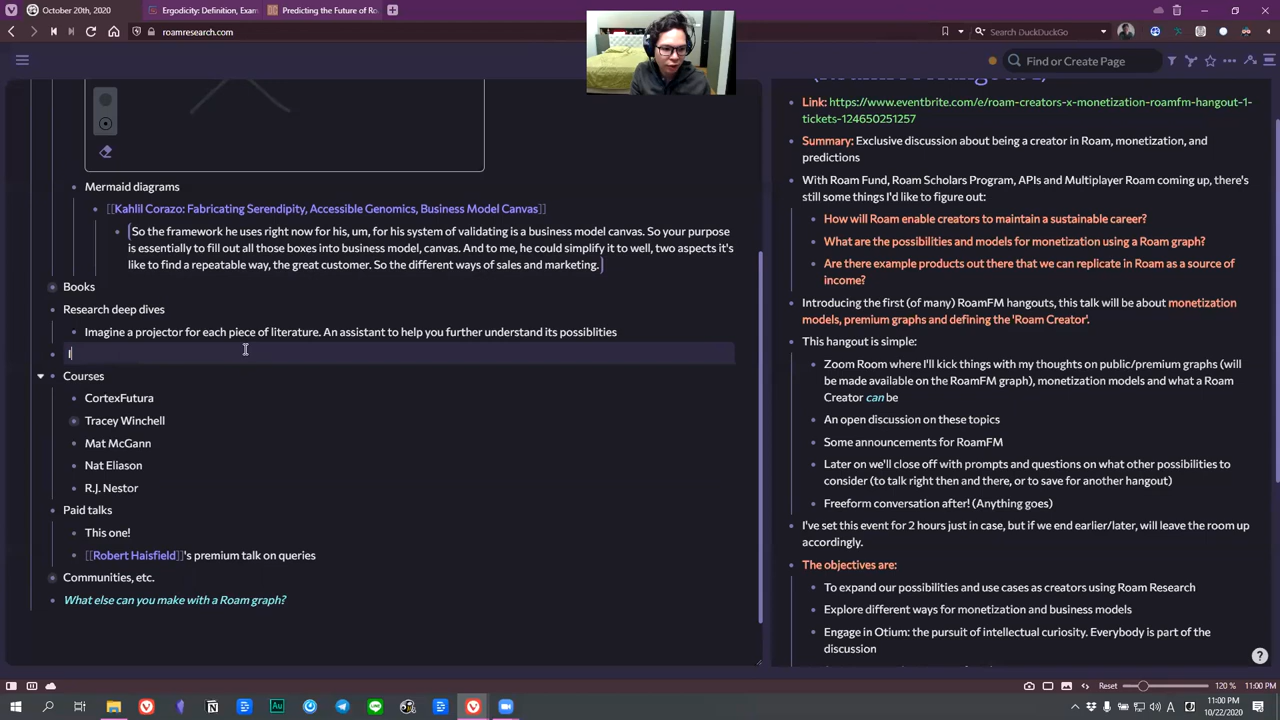 October 20th, 2020
Ergodicity: Definition, Exam
Predicting the Future of Ro
roamresearch.com
Search DuckDuckGo
Find or Create Page
Mermaid diagrams
[[Kahlil Corazo: Fabricating Serendipity, Accessible Genomics, Business Model Canvas]]
[So the framework he uses right now for his, um, for his system of validating is a business model canvas. So your purpose
is essentially to fill out all those boxes into business model, canvas. And to me, he could simplify it to well, two aspects it's
like to find a repeatable way, the great customer. So the different ways of sales and marketing.]
Books
Research deep dives
Imagine a projector for each piece of literature. An assistant to help you further understand its possiblities
I
Courses
CortexFutura
Tracey Winchell
Mat McGann
Nat Eliason
R.J. Nestor
Paid talks
This one!
[[Robert Haisfield]]'s premium talk on queries
Communities, etc.
What else can you make with a Roam graph?
Link: https://www.eventbrite.com/e/roam-creators-x-monetization-roamfm-hangout-1-
tickets-124650251257
Summary: Exclusive discussion about being a creator in Roam, monetization, and
predictions
With Roam Fund, Roam Scholars Program, APIs and Multiplayer Roam coming up, there's
still some things I'd like to figure out:
How will Roam enable creators to maintain a sustainable career?
What are the possibilities and models for monetization using a Roam graph?
Are there example products out there that we can replicate in Roam as a source of
income?
Introducing the first (of many) RoamFM hangouts, this talk will be about monetization
models, premium graphs and defining the 'Roam Creator'.
This hangout is simple:
Zoom Room where I'll kick things with my thoughts on public/premium graphs (will
be made available on the RoamFM graph), monetization models and what a Roam
Creator can be
An open discussion on these topics
Some announcements for RoamFM
Later on we'll close off with prompts and questions on what other possibilities to
consider (to talk right then and there, or to save for another hangout)
Freeform conversation after! (Anything goes)
I've set this event for 2 hours just in case, but if we end earlier/later, will leave the room up
accordingly.
The objectives are:
To expand our possibilities and use cases as creators using Roam Research
Explore different ways for monetization and business models
Engage in Otium: the pursuit of intellectual curiosity. Everybody is part of the
discussion
Reset
120 %
11:00 PM
11:00 PM
10/22/2020